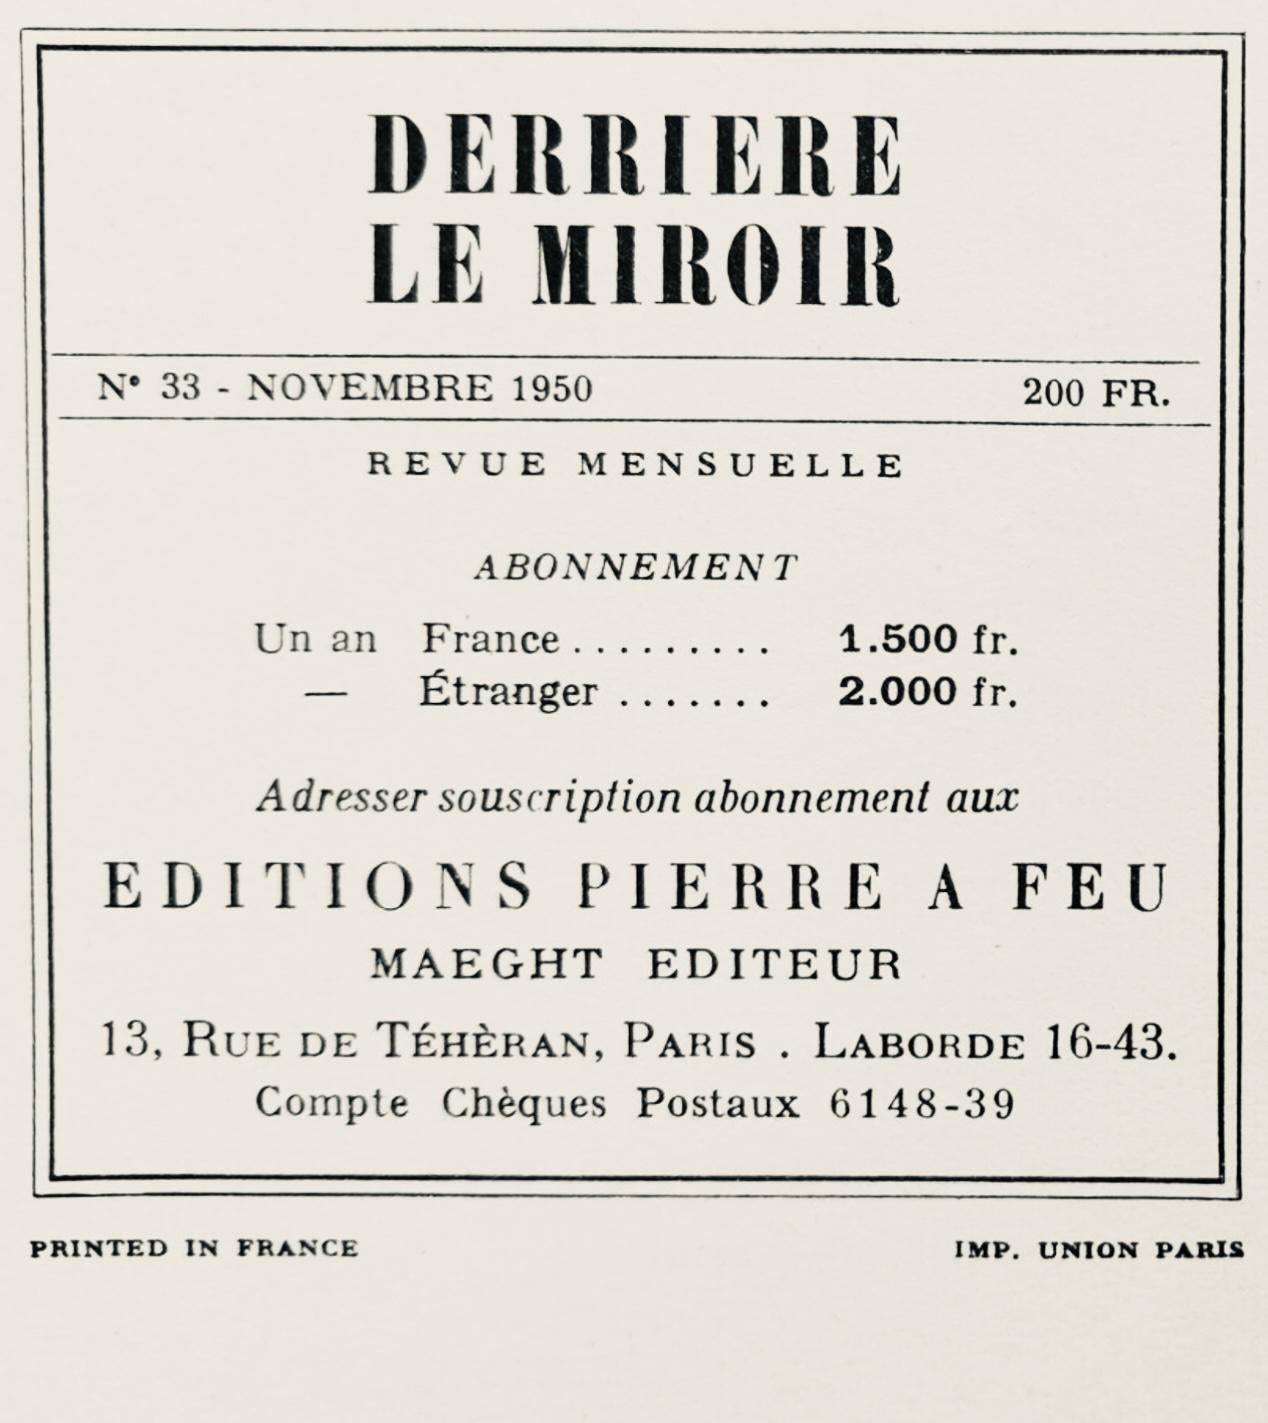 DERRIERE
LE MIROIR
N° 33 - NOVEMBRE 1950 200 FR.
REVUE MENSUELLE
ABONNEMENT
Un an France ......... 1.500 fr.
— Étranger ....... 2.000 fr.
Adresser souscription abonnement aux
EDITIONS PIERRE A FEU
MAEGHT EDITEUR
13, RUE DE TÉHÈRAN, PARIS . LABORDE 16-43.
Compte Chèques Postaux 6148-39
PRINTED IN FRANCE IMP. UNION PARIS